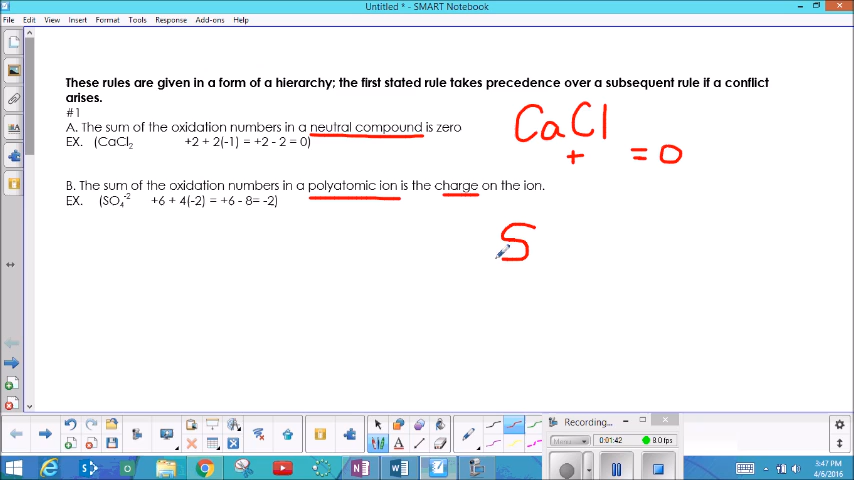 Untitled * - SMART Notebook
File Edit View Insert Format Tools Response Add-ons Help
These rules are given in a form of a hierarchy; the first stated rule takes precedence over a subsequent rule if a conflict
arises.
#1
A. The sum of the oxidation numbers in a neutral compound is zero
EX. (CaCl₂ +2 + 2(-1) = +2 - 2 = 0)
CaCl
+ = 0
B. The sum of the oxidation numbers in a polyatomic ion is the charge on the ion.
EX. (SO₄⁻² +6 + 4(-2) = +6 - 8= -2)
S
Recording...
Menu 0:01:42 8.0 fps
3:47 PM
4/6/2016